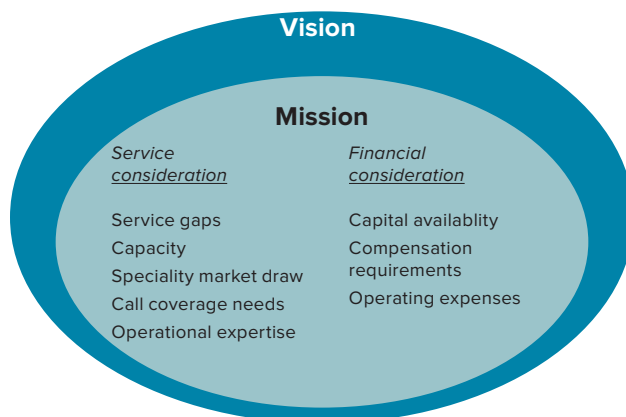 Vision
Mission
Service
consideration
Service gaps
Capacity
Speciality market draw
Call coverage needs
Operational expertise
Financial
consideration
Capital availablity
Compensation
requirements
Operating expenses